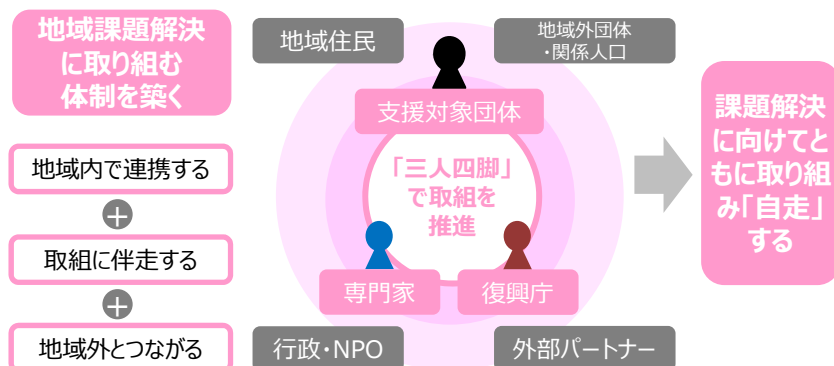 地域課題解決
に取り組む
体制を築く
地域内で連携する
+
取組に伴走する
+
地域外とつながる
地域住民
地域外団体
・関係人口
支援対象団体
「三人四脚」
で取組を
推進
専門家
復興庁
行政・NPO
外部パートナー
課題解決
に向けてと
もに取り組
み「自走」
する